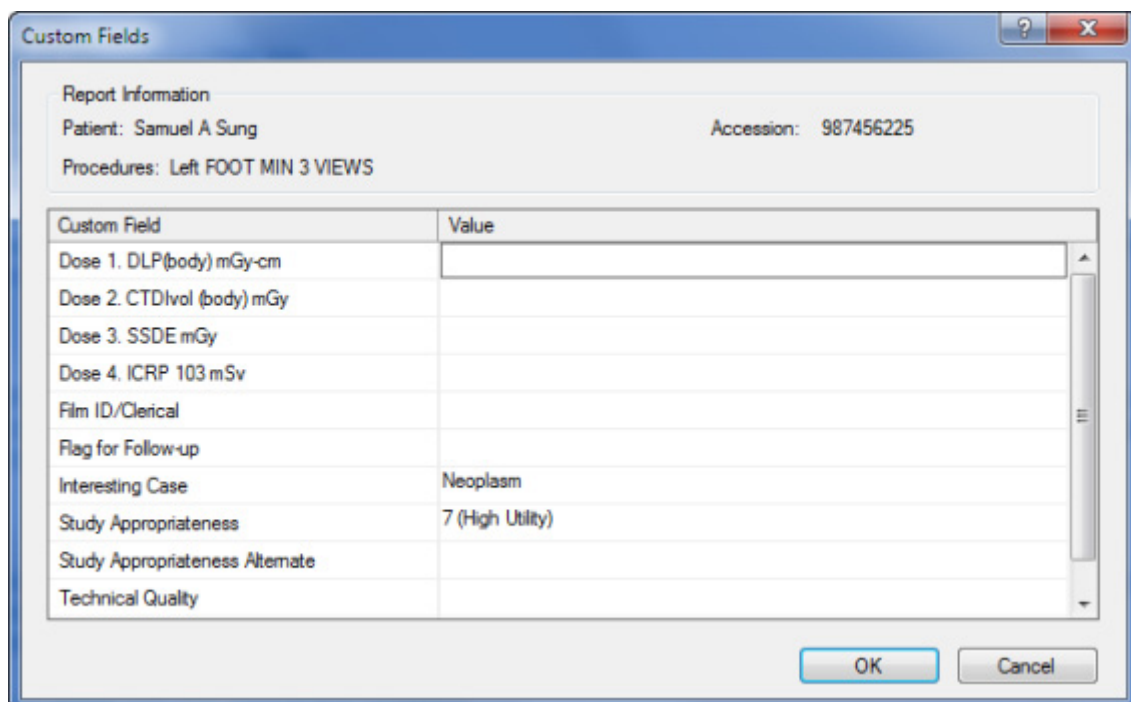 Custom Fields
Report Information
Patient: Samuel A Sung Accession: 987456225
Procedures: Left FOOT MIN 3 VIEWS
Custom Field Value
Dose 1. DLP(body) mGy-cm
Dose 2. CTDIvol (body) mGy
Dose 3. SSDE mGy
Dose 4. ICRP 103 mSv
Film ID/Clerical
Flag for Follow-up
Interesting Case Neoplasm
Study Appropriateness 7 (High Utility)
Study Appropriateness Alternate
Technical Quality
OK Cancel